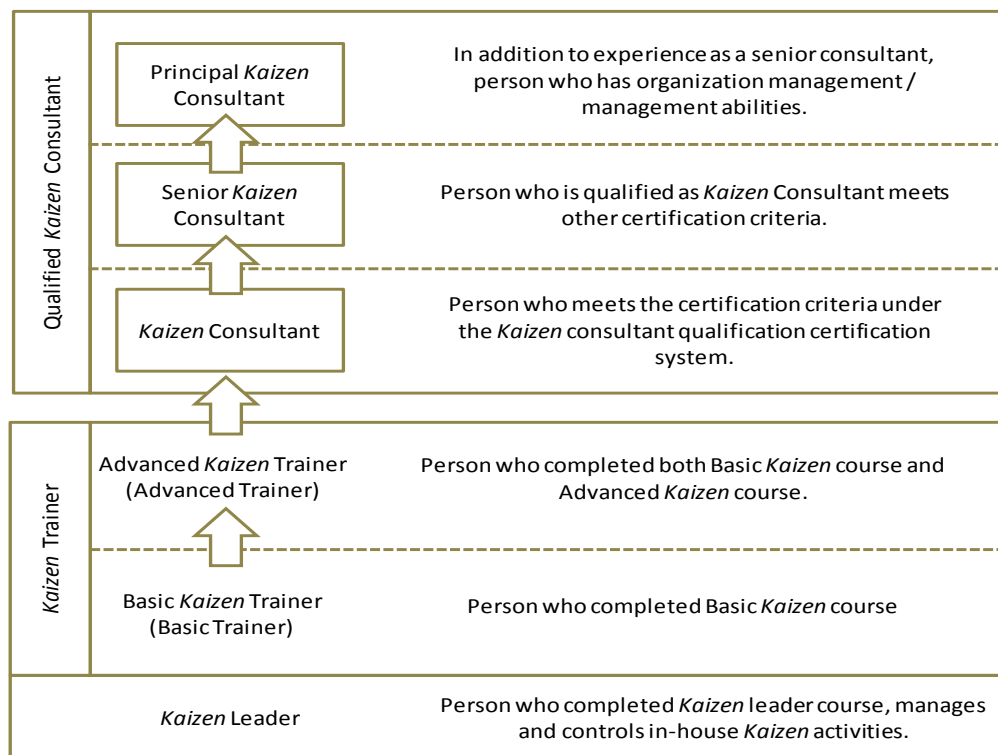 Qualified Kaizen Consultant
Principal Kaizen
Consultant
In addition to experience as a senior consultant,
person who has organization management /
management abilities.
Senior Kaizen
Consultant
Person who is qualified as Kaizen Consultant meets
other certification criteria.
Kaizen Consultant
Person who meets the certification criteria under
the Kaizen consultant qualification certification
system.
Kaizen Trainer
Advanced Kaizen Trainer
(Advanced Trainer)
Person who completed both Basic Kaizen course and
Advanced Kaizen course.
Basic Kaizen Trainer
(Basic Trainer)
Person who completed Basic Kaizen course
Kaizen Leader
Person who completed Kaizen leader course, manages
and controls in-house Kaizen activities.